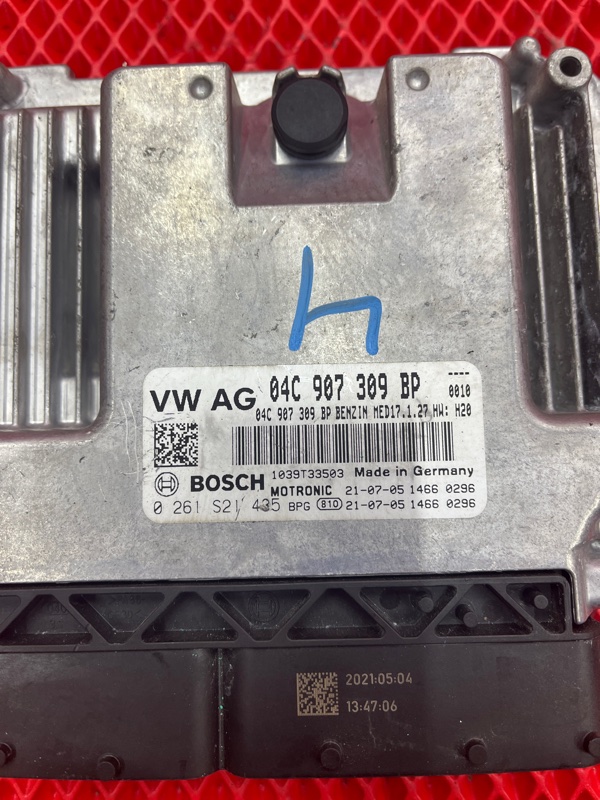 Ч
VW AG 04C 907 309 BP ----
0010
04C 907 309 BP BENZIN MED17.1.27 HW: H20
BOSCH 1039T33503 Made in Germany
MOTRONIC 21-07-05 1466 0296
0 261 S21 435 BPG 810 21-07-05 1466 0296
2021:05:04
13:47:06